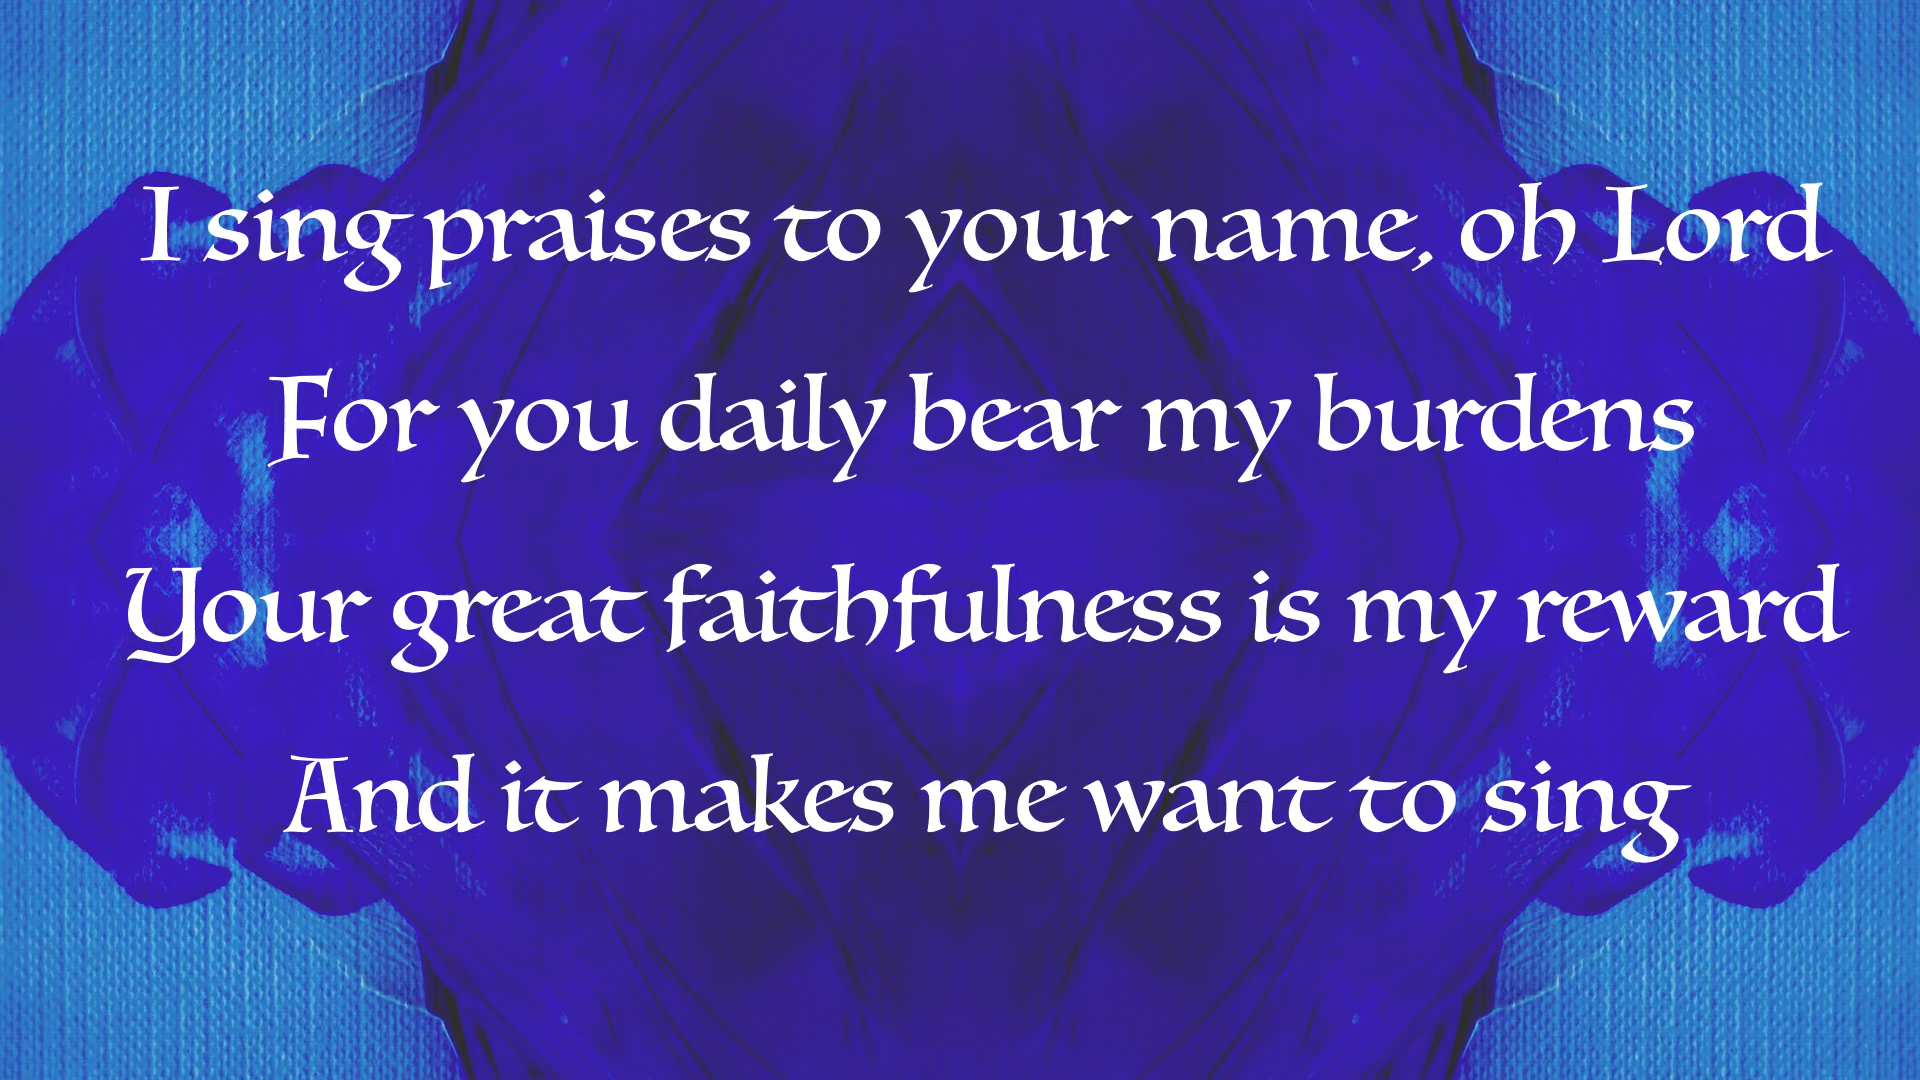 I sing praises to your name, oh Lord
For you daily bear my burdens
Your great faithfulness is my reward
And it makes me want to sing